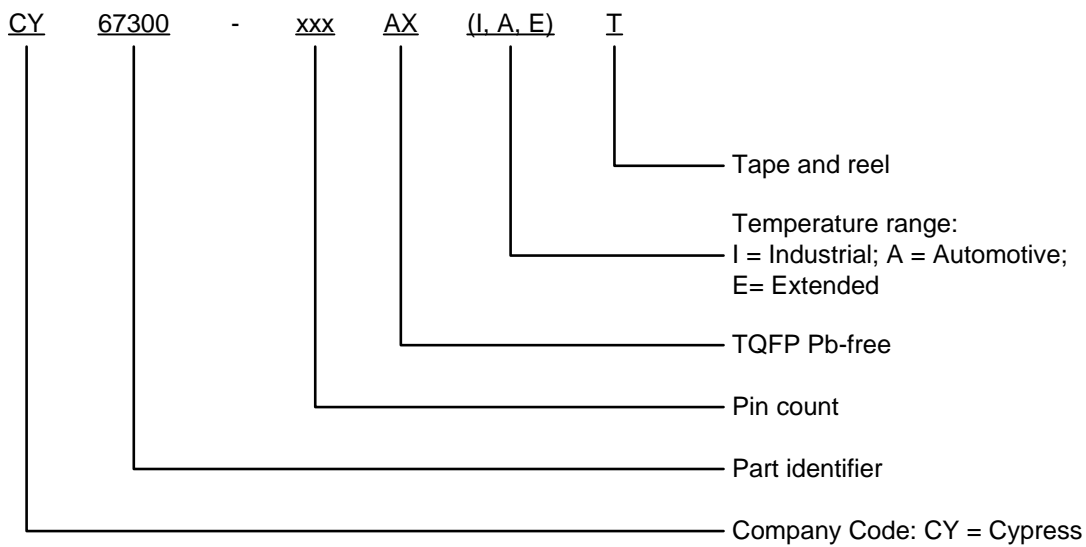 CY 67300 - xxx AX (I, A, E) T
Tape and reel
Temperature range:
I = Industrial; A = Automotive;
E= Extended
TQFP Pb-free
Pin count
Part identifier
Company Code: CY = Cypress